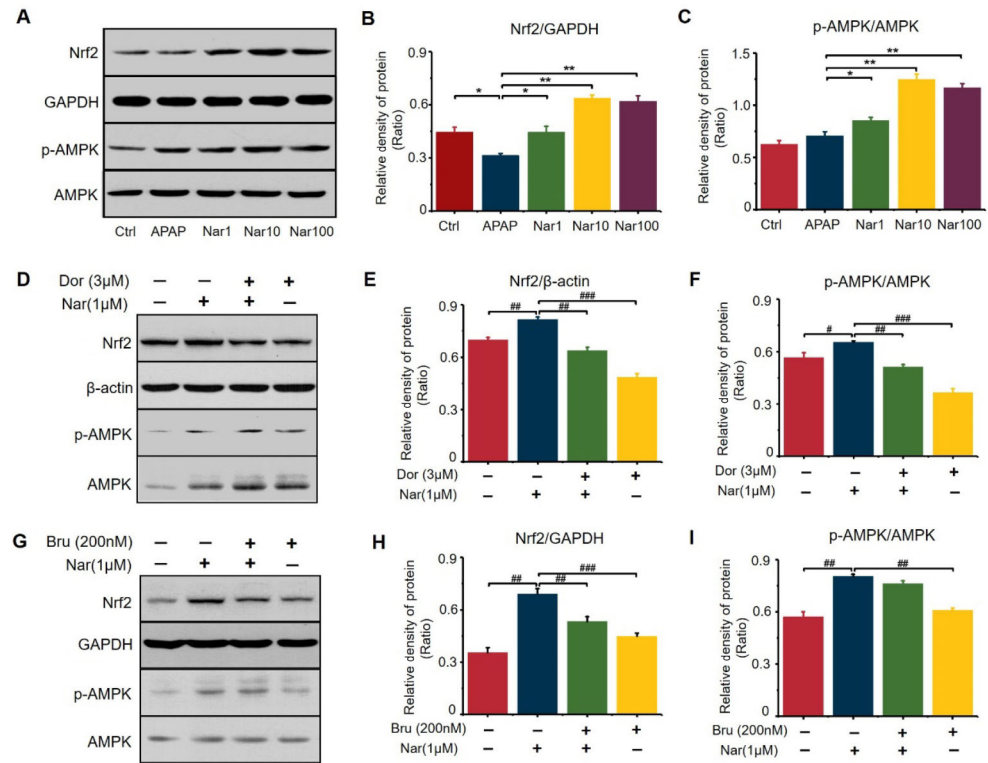 A
Nrf2
GAPDH
p-AMPK
AMPK
Ctrl APAP Nar1 Nar10 Nar100
B
Nrf2/GAPDH
Relative density of protein
(Ratio)
0.9
0.6
0.3
0
* * ** **
Ctrl APAP Nar1 Nar10 Nar100
C
p-AMPK/AMPK
Relative density of protein
(Ratio)
1.5
1.0
0.5
0
* ** **
Ctrl APAP Nar1 Nar10 Nar100
D
Dor (3μM) − − + +
Nar(1μM) − + + −
Nrf2
β-actin
p-AMPK
AMPK
E
Nrf2/β-actin
Relative density of protein
(Ratio)
0.9
0.6
0.3
0
## ## ###
Dor (3μM) − − + +
Nar(1μM) − + + −
F
p-AMPK/AMPK
Relative density of protein
(Ratio)
0.9
0.6
0.3
0
# ## ###
Dor (3μM) − − + +
Nar(1μM) − + + −
G
Bru (200nM) − − + +
Nar(1μM) − + + −
Nrf2
GAPDH
p-AMPK
AMPK
H
Nrf2/GAPDH
Relative density of protein
(Ratio)
0.9
0.6
0.3
0
## ## ###
Bru (200nM) − − + +
Nar(1μM) − + + −
I
p-AMPK/AMPK
Relative density of protein
(Ratio)
0.9
0.6
0.3
0
## ##
Bru (200nM) − − + +
Nar(1μM) − + + −